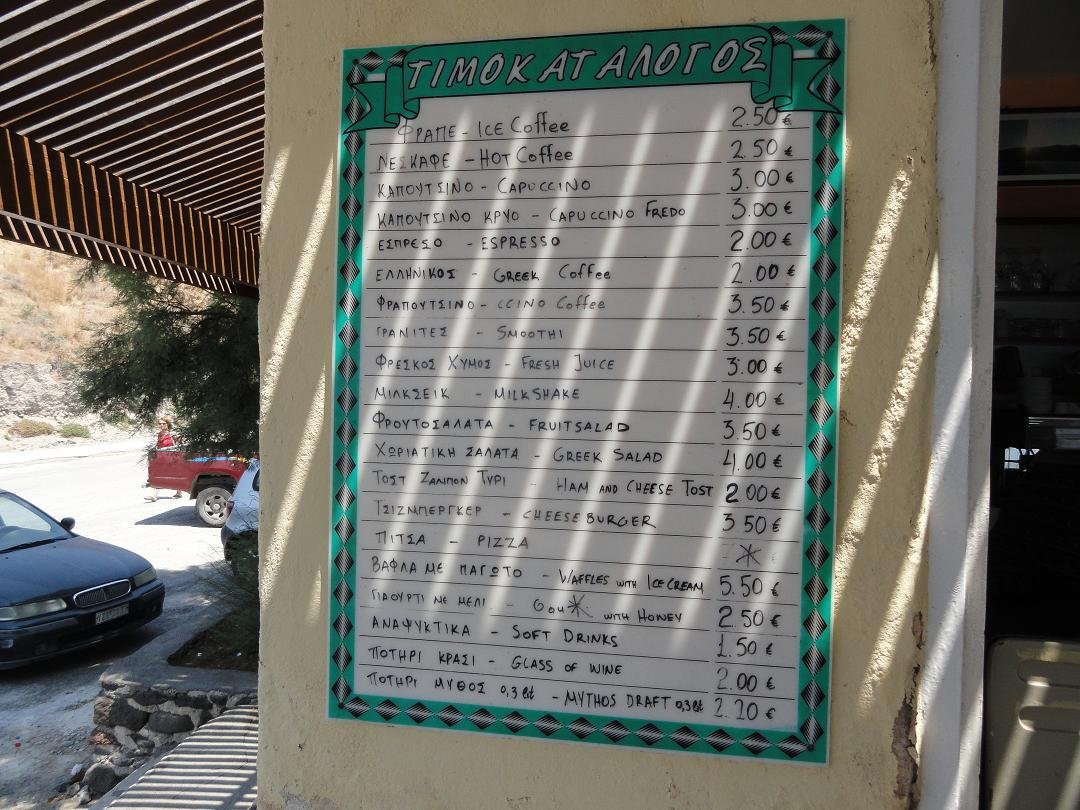 ΤΙΜΟΚΑΤΑΛΟΓΟΣ
ΦΡΑΠΕ - ICE Coffee 2.50 €
ΝΕΣΚΑΦΕ - HOT Coffee 2.50 €
ΚΑΠΟΥΤΣΙΝΟ - CAPUCCINO 3.00 €
ΚΑΠΟΥΤΣΙΝΟ ΚΡΥΟ - CAPUCCINO FREDO 3.00 €
ΕΣΠΡΕΣΟ - ESPRESSO 2.00 €
ΕΛΛΗΝΙΚΟΣ - GREEK Coffee 2.00 €
ΦΡΑΠΟΥΤΣΙΝΟ - CCINO Coffee 3.50 €
ΓΡΑΝΙΤΕΣ - SMOOTHI 3.50 €
ΦΡΕΣΚΟΣ ΧΥΜΟΣ - FRESH JUICE 3.00 €
ΜΙΛΚΣΕΙΚ - MILKSHAKE 4.00 €
ΦΡΟΥΤΟΣΑΛΑΤΑ - FRUITSALAD 3.50 €
ΧΩΡΙΑΤΙΚΗ ΣΑΛΑΤΑ - GREEK SALAD 4.00 €
ΤΟΣΤ ΖΑΜΠΟΝ ΤΥΡΙ - HAM AND CHEESE TOST 2.00 €
ΤΣΙΖΜΠΕΡΓΚΕΡ - CHEESEBURGER 3.50 €
ΠΙΤΣΑ - PIZZA
ΒΑΦΛΑ ΜΕ ΠΑΓΩΤΟ - WAFFLES WITH ICE CREAM 5.50 €
ΓΙΑΟΥΡΤΙ ΜΕ ΜΕΛΙ - WITH HONEY 2.50 €
ΑΝΑΨΥΚΤΙΚΑ - SOFT DRINKS 1.50 €
ΠΟΤΗΡΙ ΚΡΑΣΙ - GLASS OF WINE 2.00 €
ΠΟΤΗΡΙ ΜΥΘΟΣ 0,3 lit - MYTHOS DRAFT 0,3 lit 2.20 €